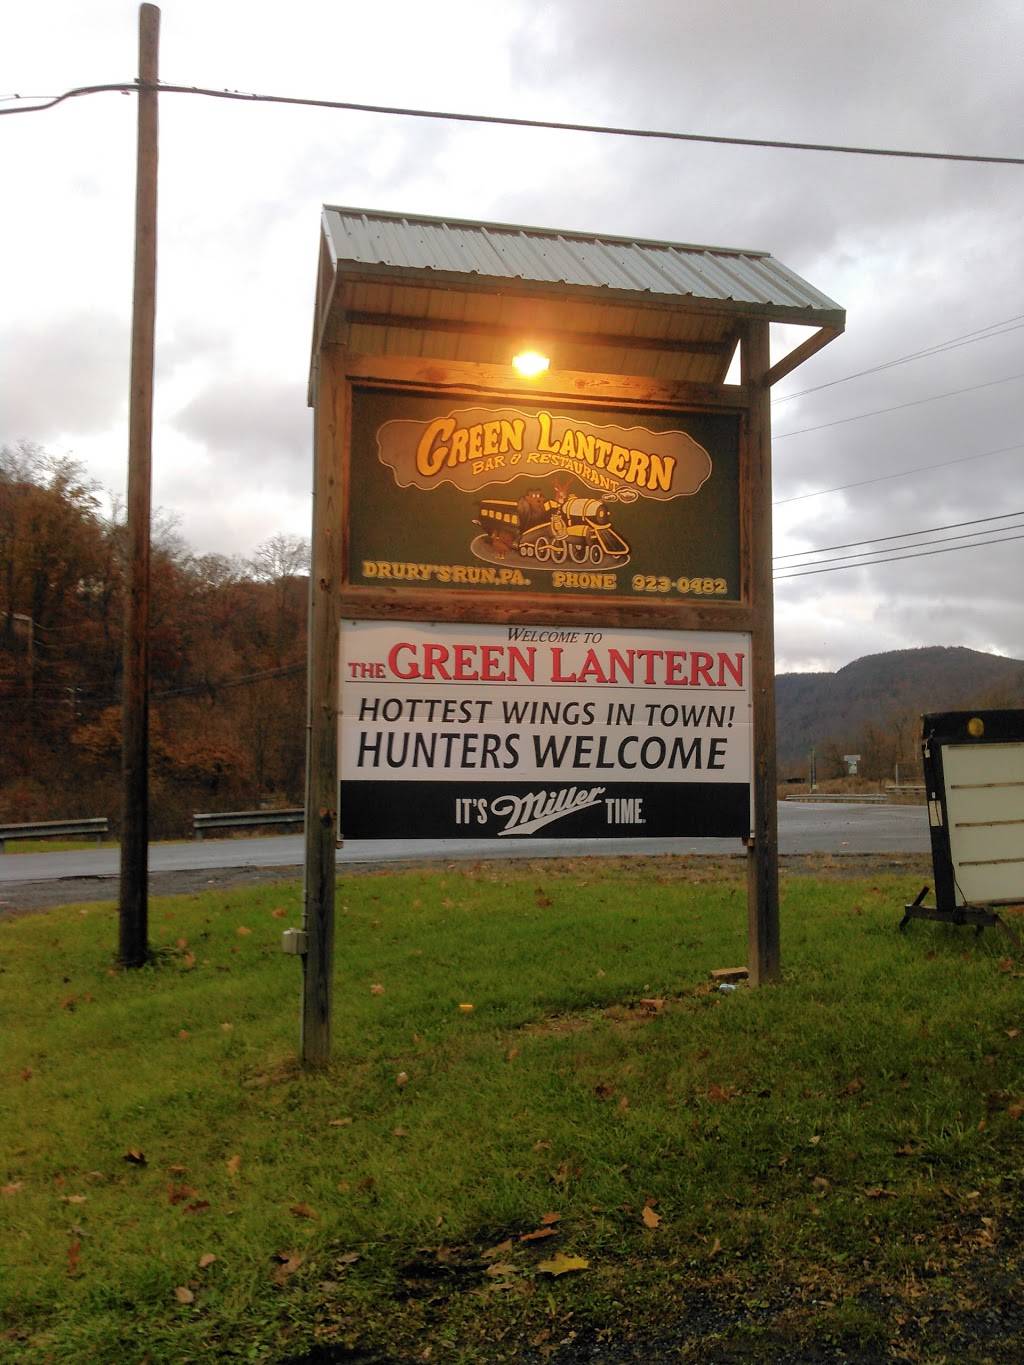 GREEN LANTERN
BAR & RESTAURANT
DRURY'S RUN, PA. PHONE 923-0482
WELCOME TO
THE GREEN LANTERN
HOTTEST WINGS IN TOWN!
HUNTERS WELCOME
IT'S Miller TIME.